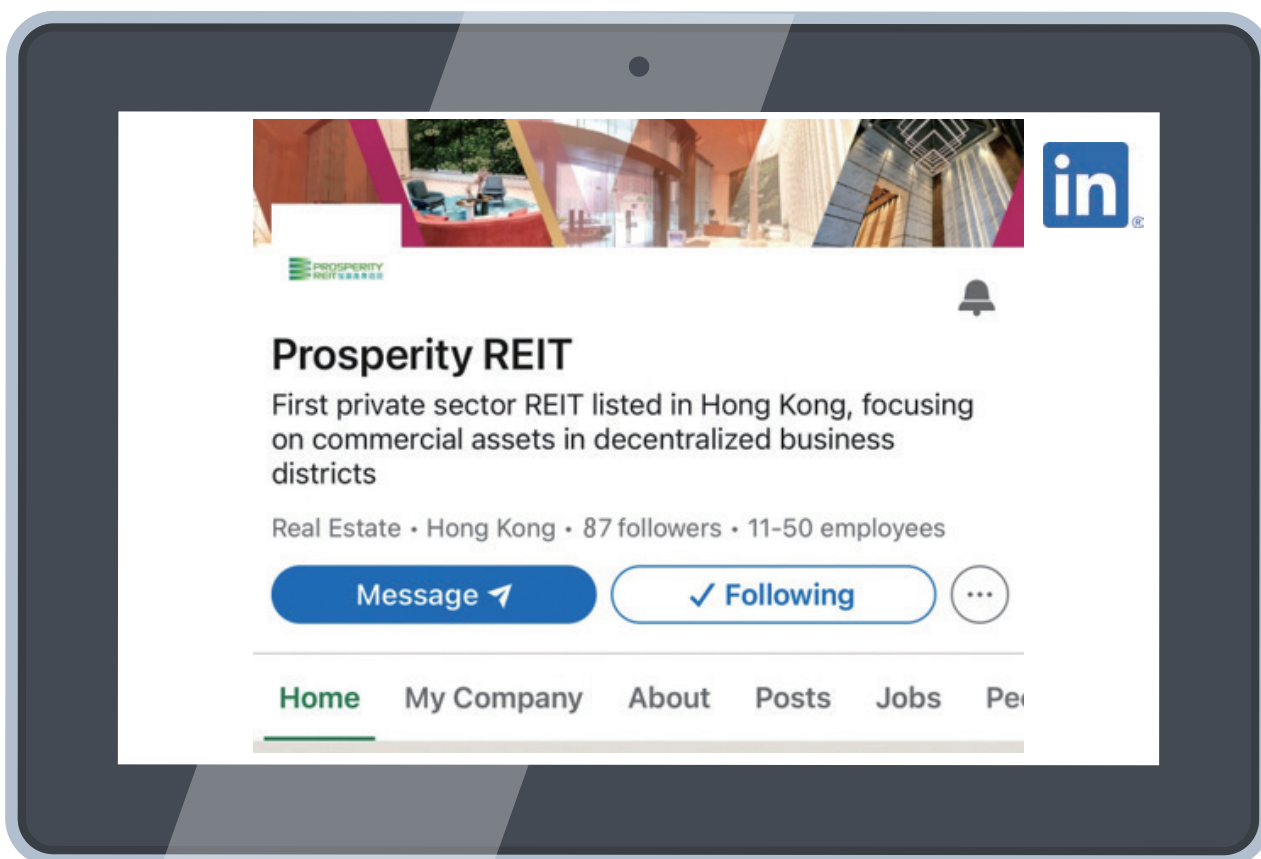 in
®
PROSPERITY
REIT
Prosperity REIT
First private sector REIT listed in Hong Kong, focusing
on commercial assets in decentralized business
districts
Real Estate • Hong Kong • 87 followers • 11-50 employees
Message
Following
Home My Company About Posts Jobs